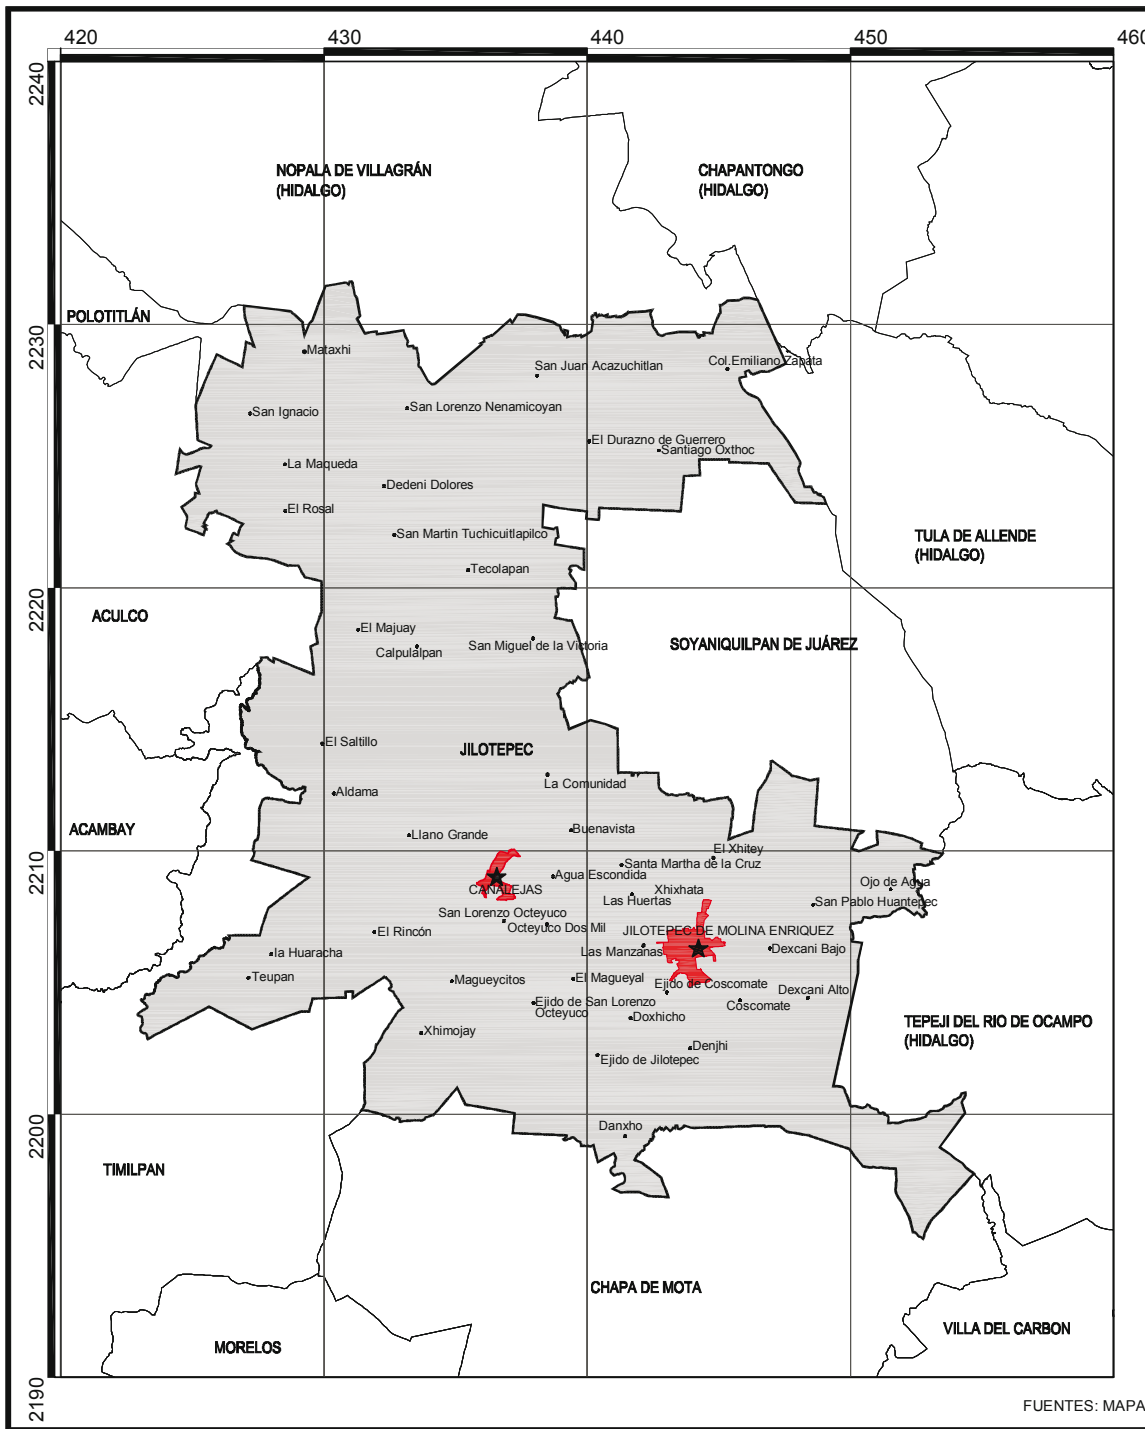 420 430 440 450 460
2240
NOPALA DE VILLAGRÁN
(HIDALGO)
CHAPANTONGO
(HIDALGO)
POLOTITLÁN
2230
Mataxhi
San Juan Acazuchitlan
Col.Emiliano Zapata
San Ignacio
San Lorenzo Nenamicoyan
El Durazno de Guerrero
Santiago Oxthoc
La Maqueda
Dedeni Dolores
El Rosal
San Martin Tuchicuitlapilco
TULA DE ALLENDE
(HIDALGO)
Tecolapan
2220
ACULCO
El Majuay
Calpulalpan
San Miguel de la Victoria
SOYANIQUILPAN DE JUÁREZ
El Saltillo
JILOTEPEC
La Comunidad
Aldama
ACAMBAY
Llano Grande
Buenavista
2210
El Xhitey
Santa Martha de la Cruz
Agua Escondida
CANALEJAS
Xhixhata
Las Huertas
Ojo de Agua
San Pablo Huantepec
San Lorenzo Octeyuco
Octeyuco Dos Mil
El Rincón
JILOTEPEC DE MOLINA ENRIQUEZ
Las Manzanas
Dexcani Bajo
la Huaracha
Teupan
Magueycitos
El Magueyal
Ejido de Coscomate
Dexcani Alto
Ejido de San Lorenzo
Octeyuco
Coscomate
Doxhicho
TEPEJI DEL RIO DE OCAMPO
(HIDALGO)
Xhimojay
Denjhi
Ejido de Jilotepec
2200
Danxho
TIMILPAN
CHAPA DE MOTA
VILLA DEL CARBON
MORELOS
2190
FUENTES: MAPA